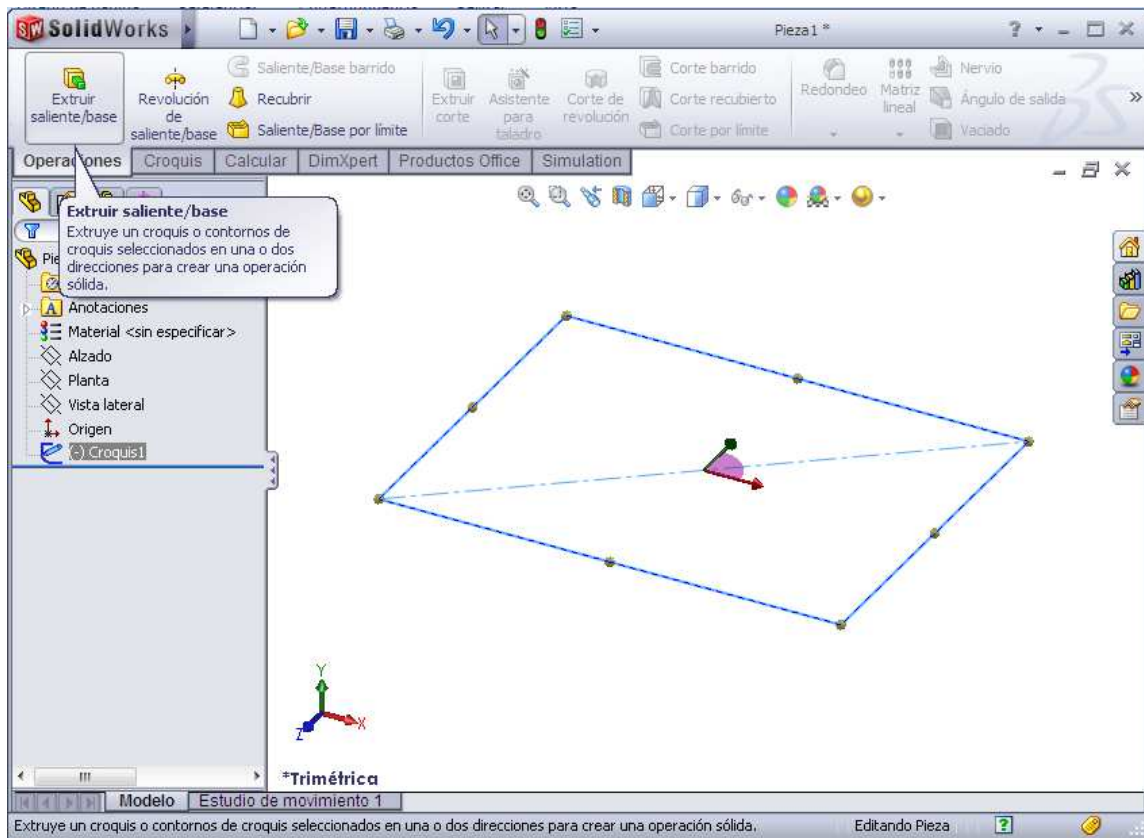 SolidWorks
Pieza1 *
Extruir saliente/base
Revolución de saliente/base
Saliente/Base barrido
Recubrir
Saliente/Base por límite
Extruir corte
Asistente para taladro
Corte de revolución
Corte barrido
Corte recubierto
Corte por límite
Redondeo
Matriz lineal
Nervio
Ángulo de salida
Vaciado
Operaciones
Croquis
Calcular
DimXpert
Productos Office
Simulation
Extruir saliente/base
Extruye un croquis o contornos de
croquis seleccionados en una o dos
direcciones para crear una operación
sólida.
Pie
Anotaciones
Material <sin especificar>
Alzado
Planta
Vista lateral
Origen
(-) Croquis1
Y
X
Z
*Trimétrica
Modelo
Estudio de movimiento 1
Extruye un croquis o contornos de croquis seleccionados en una o dos direcciones para crear una operación sólida.
Editando Pieza